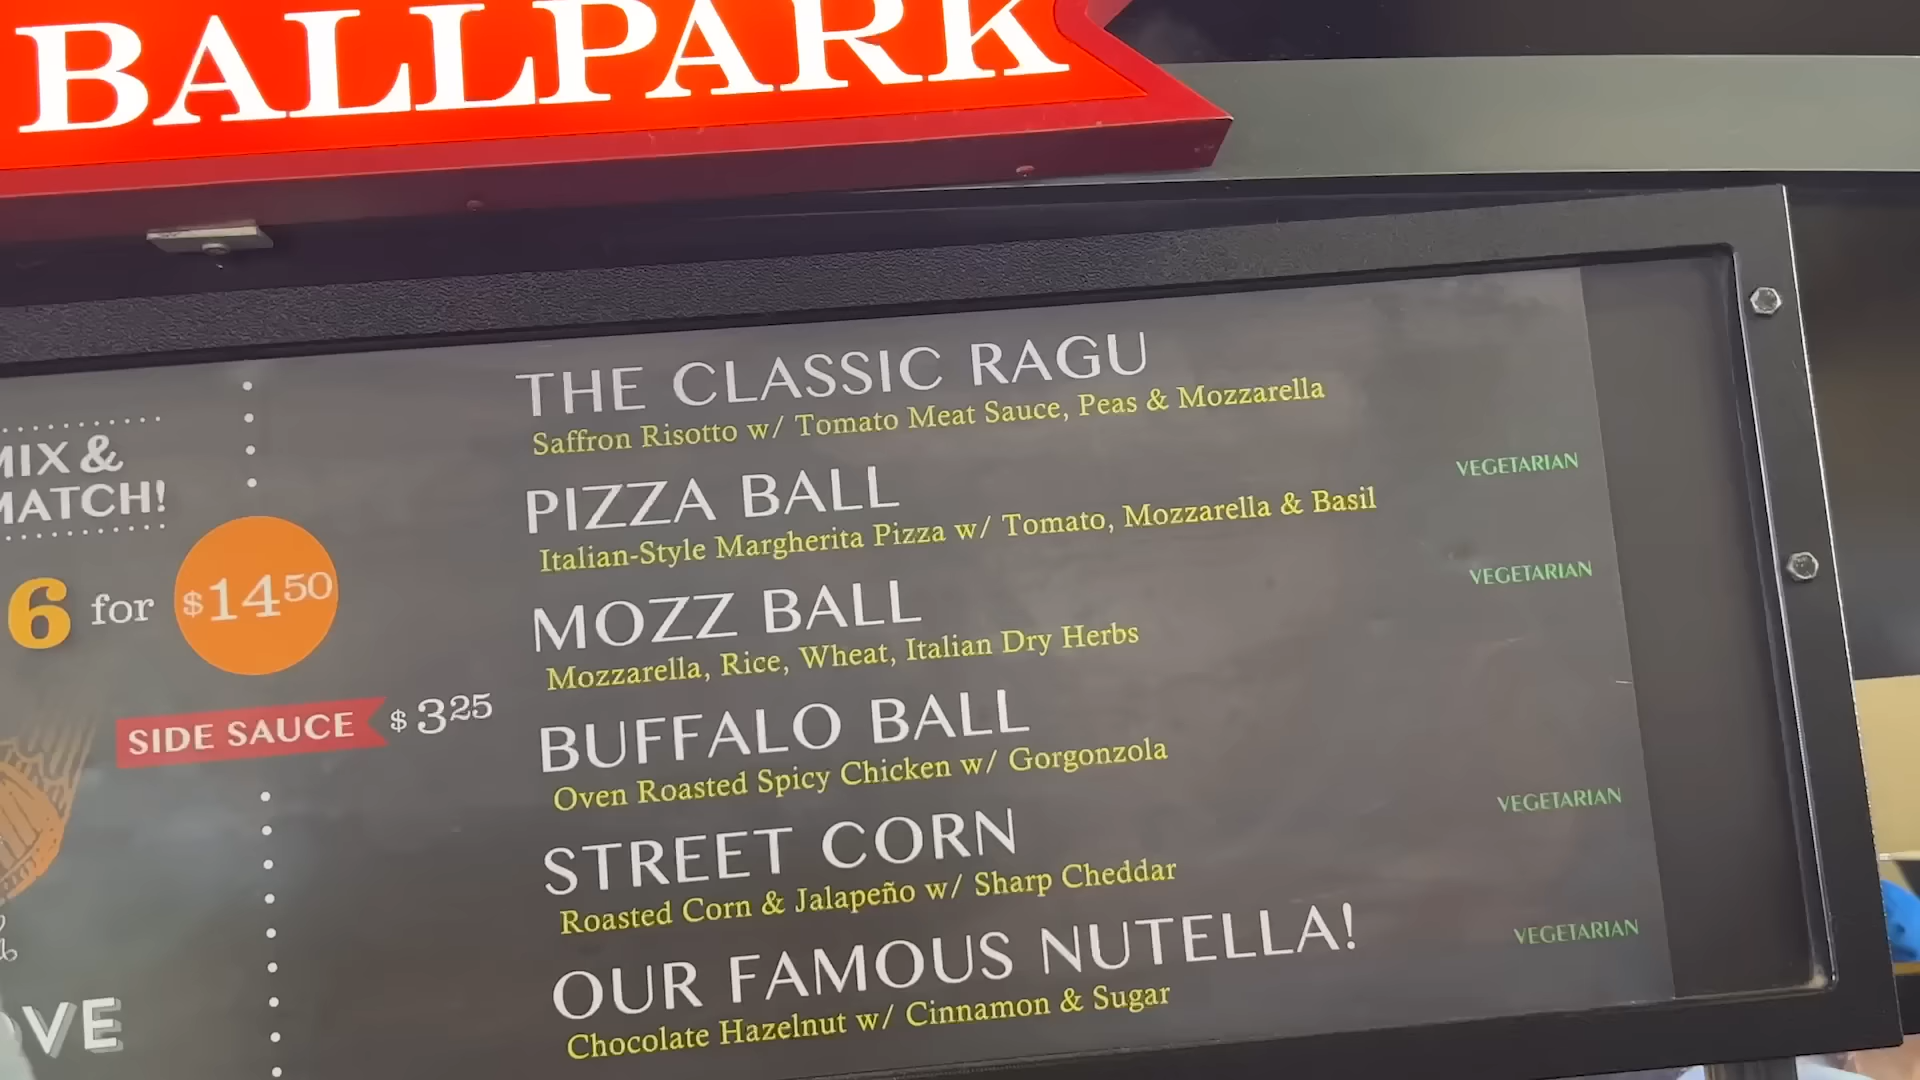 BALLPARK
MIX &
MATCH!
6 for $14 50
SIDE SAUCE $ 3 25
VE
THE CLASSIC RAGU
Saffron Risotto w/ Tomato Meat Sauce, Peas & Mozzarella
PIZZA BALL VEGETARIAN
Italian-Style Margherita Pizza w/ Tomato, Mozzarella & Basil
MOZZ BALL VEGETARIAN
Mozzarella, Rice, Wheat, Italian Dry Herbs
BUFFALO BALL
Oven Roasted Spicy Chicken w/ Gorgonzola
STREET CORN VEGETARIAN
Roasted Corn & Jalapeño w/ Sharp Cheddar
OUR FAMOUS NUTELLA! VEGETARIAN
Chocolate Hazelnut w/ Cinnamon & Sugar